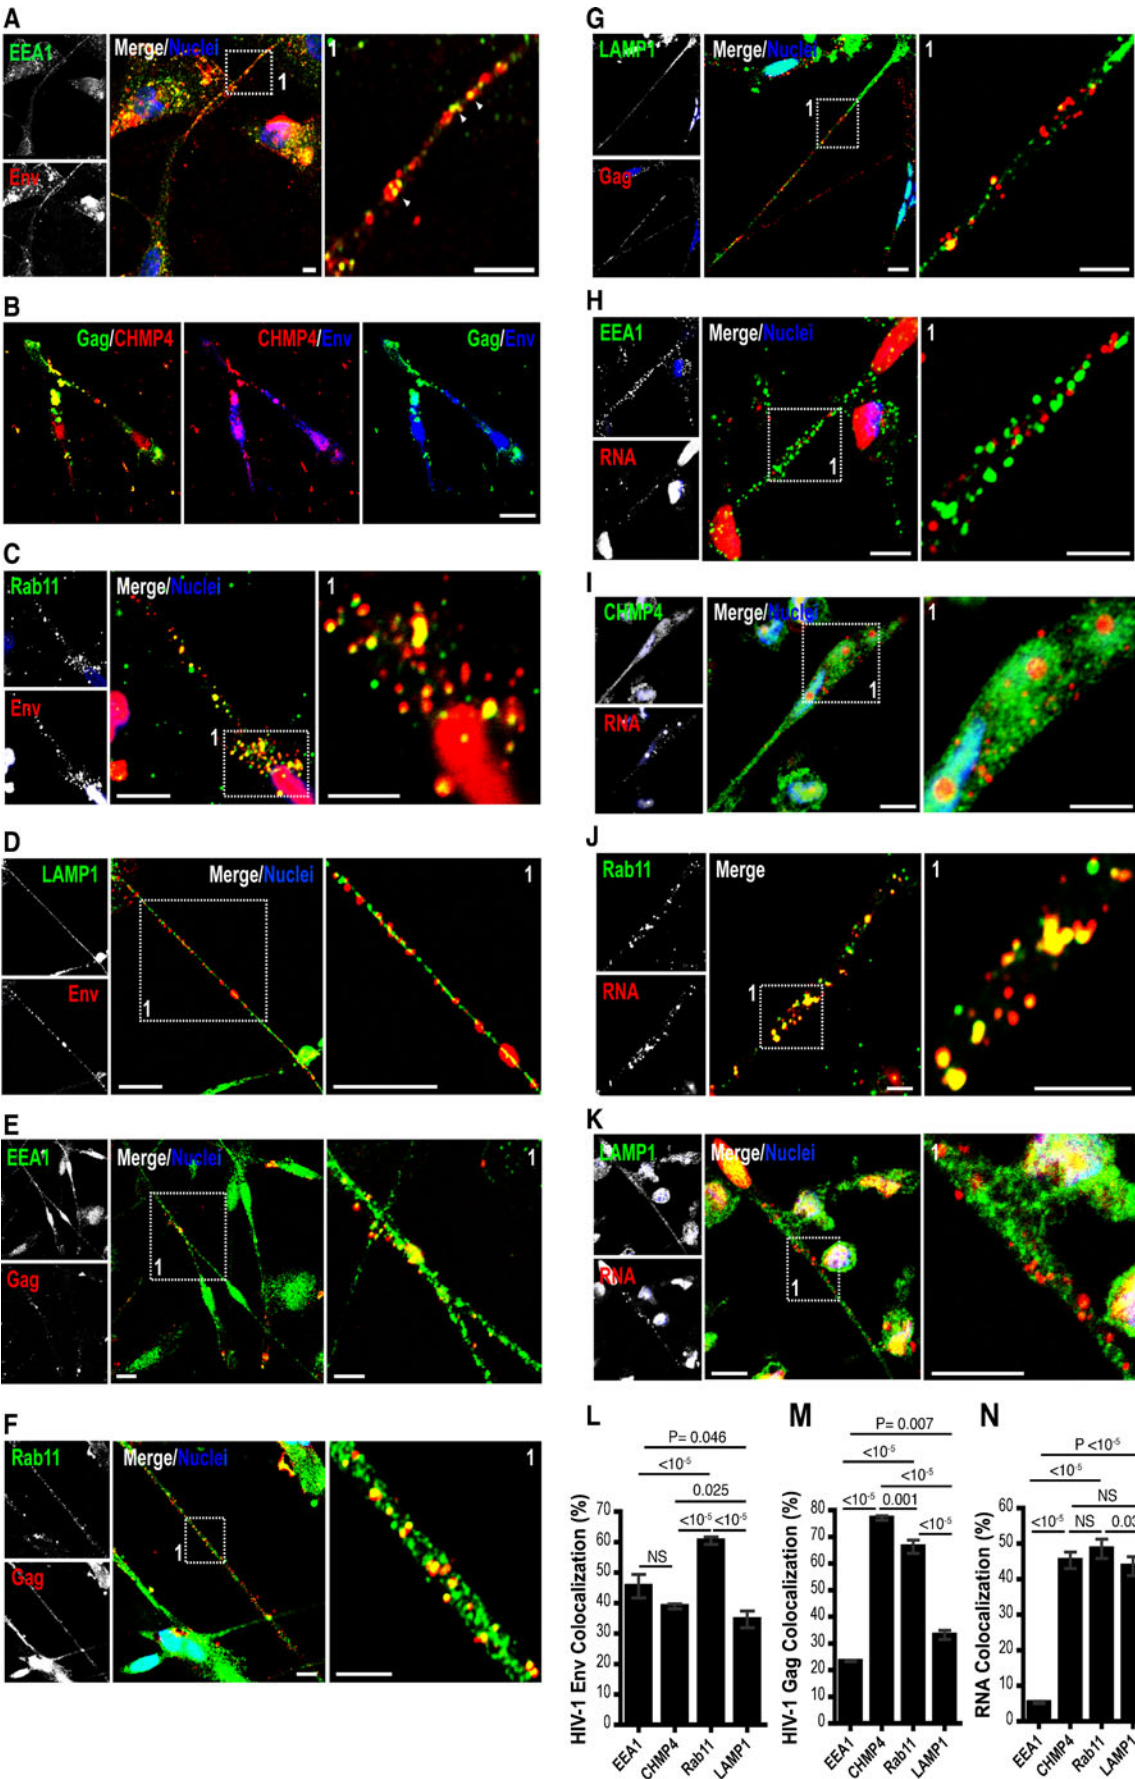 A
EEA1
Merge/Nuclei
1
1
Env
B
Gag/CHMP4
CHMP4/Env
Gag/Env
C
Rab11
Merge/Nuclei
1
Env
1
D
LAMP1
Merge/Nuclei
1
Env
1
E
EEA1
Merge/Nuclei
1
1
Gag
F
Rab11
Merge/Nuclei
1
1
Gag
G
LAMP1
Merge/Nuclei
1
1
Gag
H
EEA1
Merge/Nuclei
1
RNA
1
I
CHMP4
Merge/Nuclei
1
1
RNA
J
Rab11
Merge
1
RNA
1
K
LAMP1
Merge/Nuclei
1
RNA
1
L
P= 0.046
<10⁻⁵
0.025
<10⁻⁵ <10⁻⁵
NS
HIV-1 Env Colocalization (%)
70
60
50
40
30
20
10
0
EEA1
CHMP4
Rab11
LAMP1
M
P= 0.007
<10⁻⁵
<10⁻⁵
<10⁻⁵ 0.001
<10⁻⁵
HIV-1 Gag Colocalization (%)
80
70
60
50
40
30
20
10
0
EEA1
CHMP4
Rab11
LAMP1
N
P <10⁻⁵
<10⁻⁵
NS
<10⁻⁵ NS
RNA Colocalization (%)
60
50
40
30
20
10
0
EEA1
CHMP4
Rab11
LAMP1